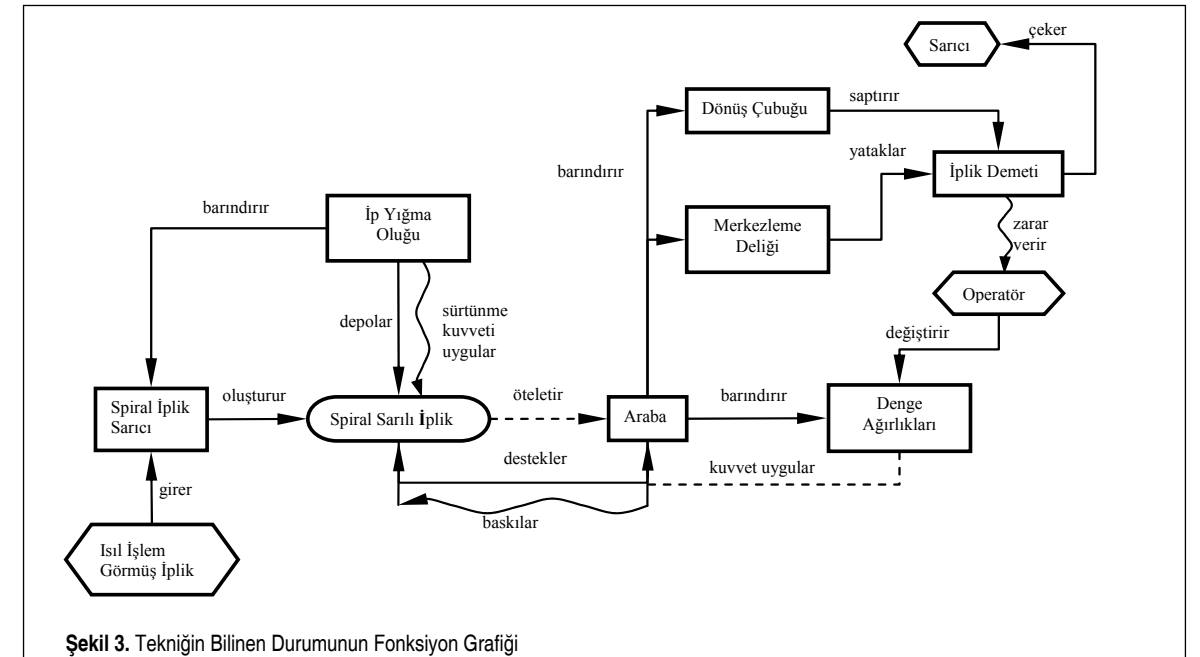 çeker
Sarıcı
Dönüş Çubuğu
saptırır
yataklar
İplik Demeti
barındırır
barındırır
İp Yığma
Oluğu
Merkezleme
Deliği
zarar
verir
Operatör
depolar
sürtünme
kuvveti
uygular
değiştirir
Spiral İplik
Sarıcı
oluşturur
Spiral Sarılı İplik
öteletir
Araba
barındırır
Denge
Ağırlıkları
destekler
kuvvet uygular
girer
baskılar
Isıl İşlem
Görmüş İplik
Şekil 3. Tekniğin Bilinen Durumunun Fonksiyon Grafiği